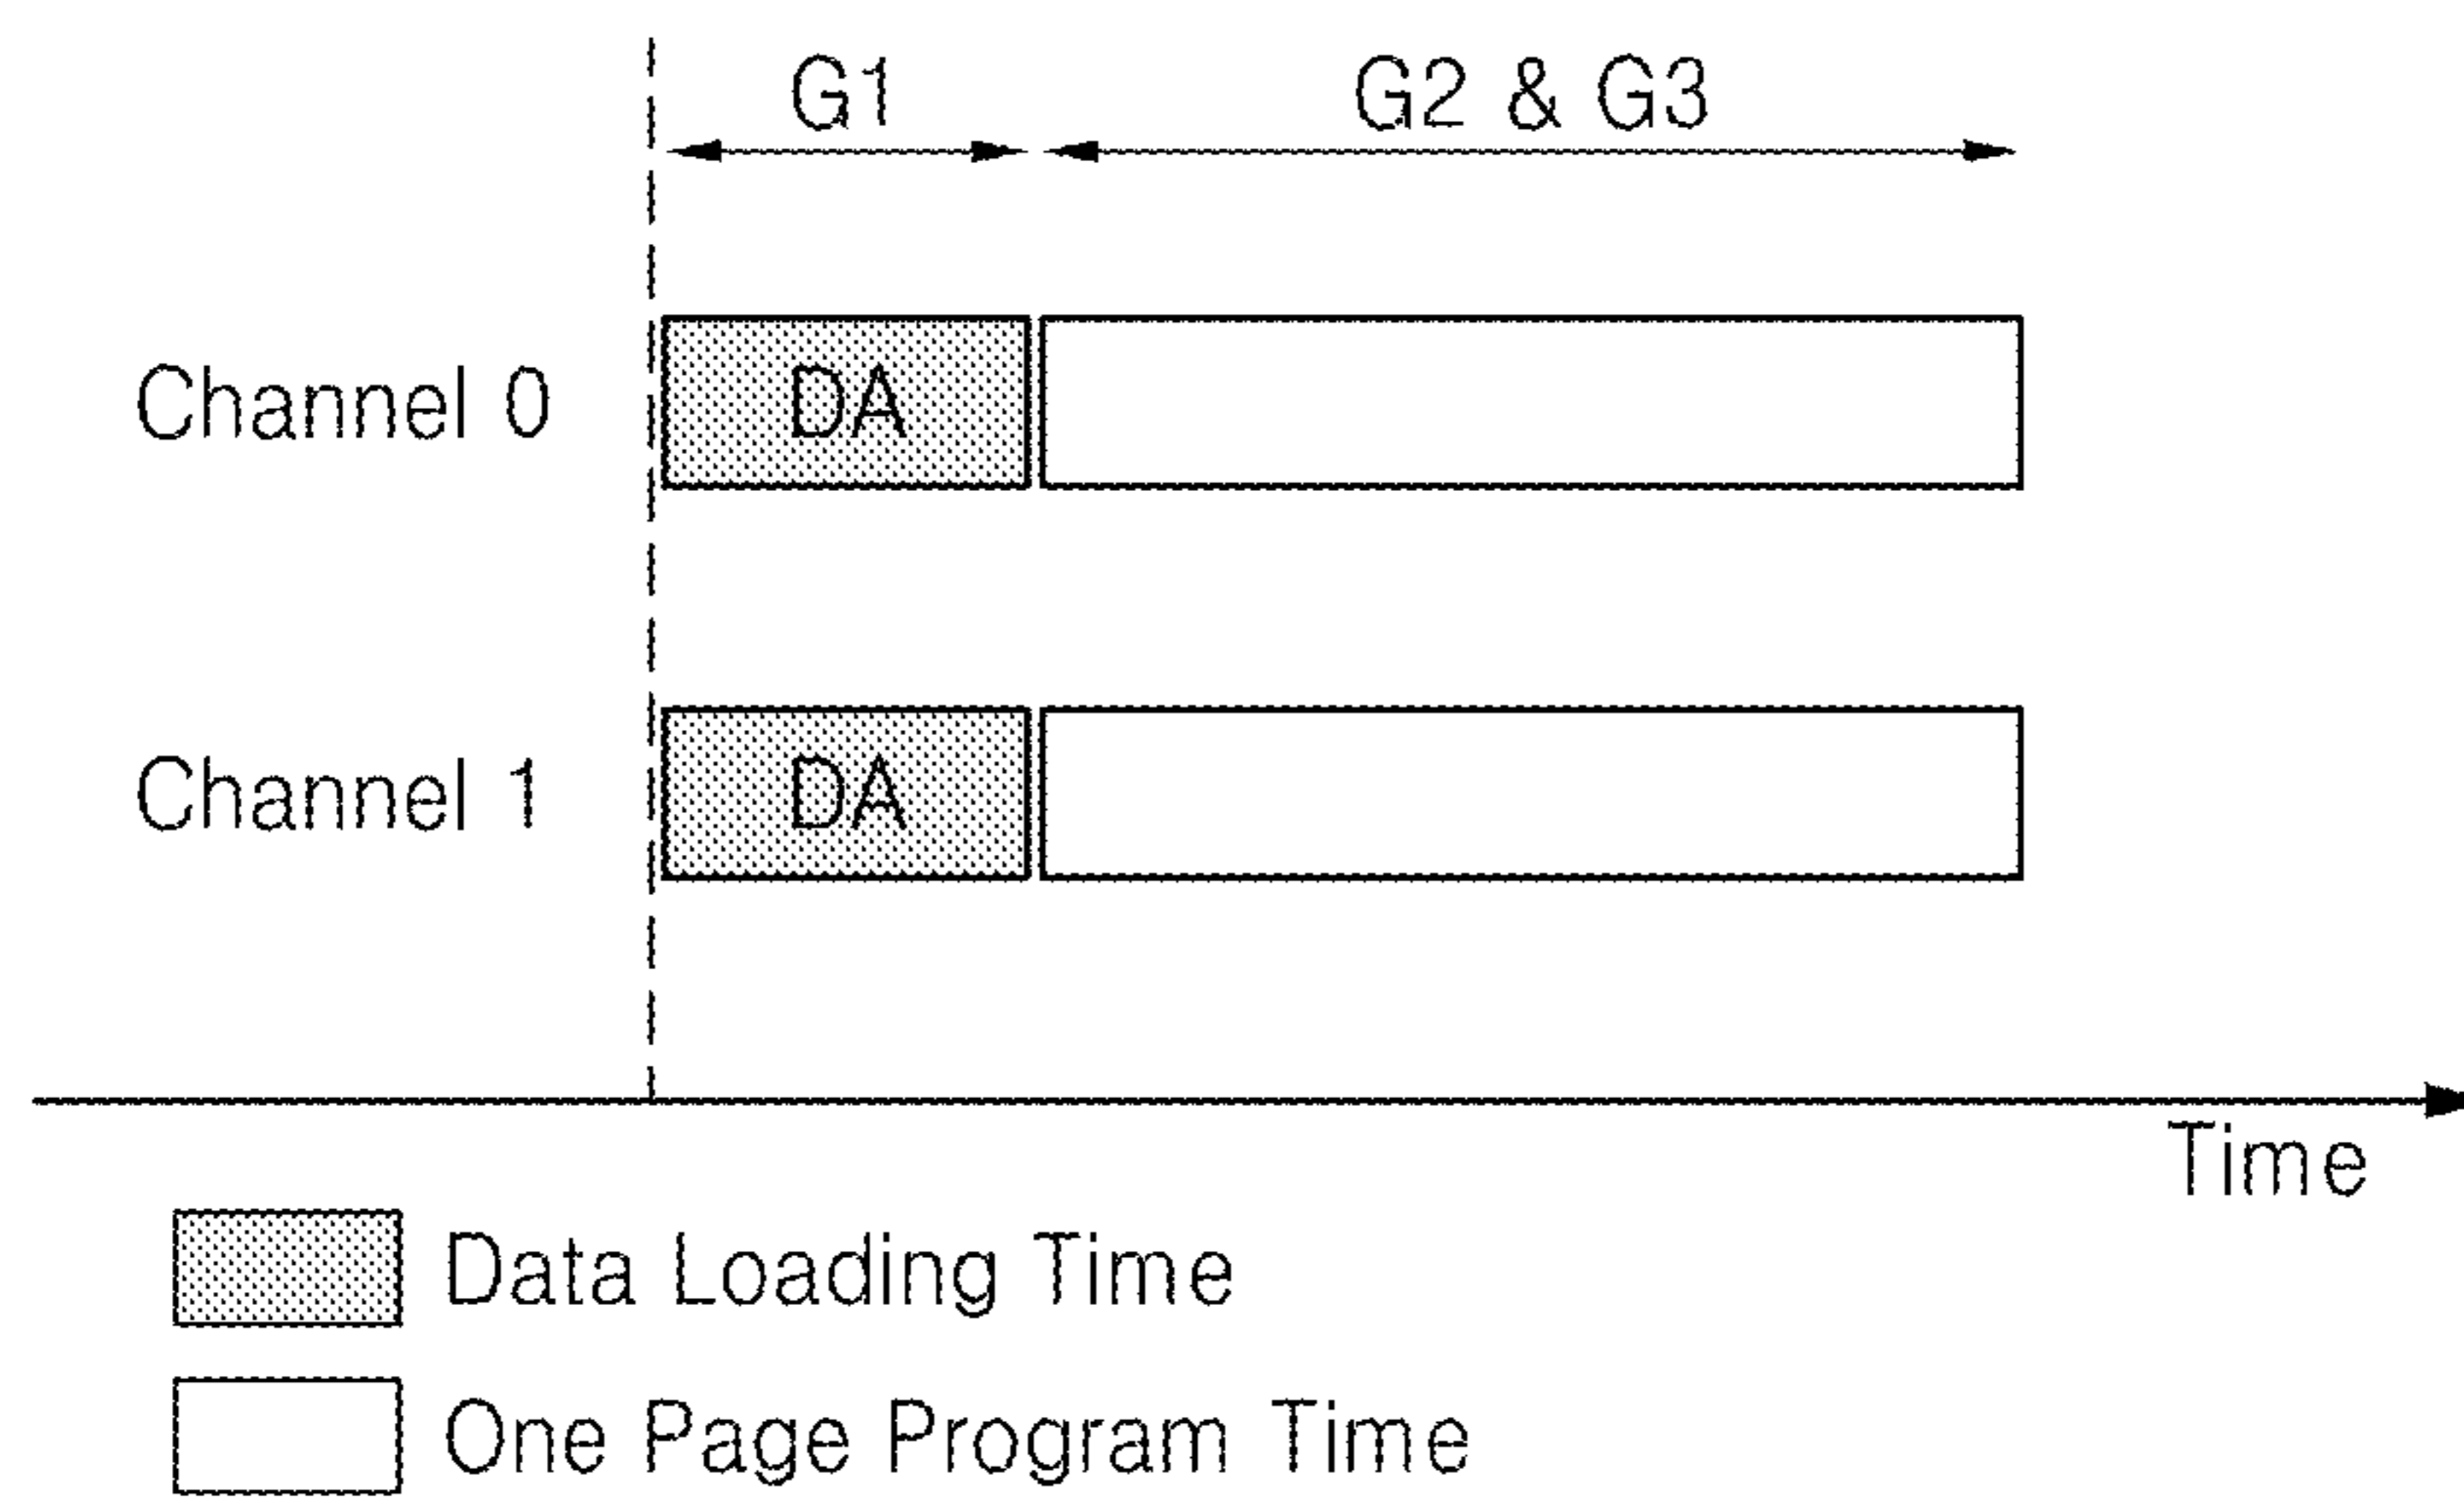 G1 G2 & G3
Channel 0 DA
Channel 1 DA
Time
Data Loading Time
One Page Program Time